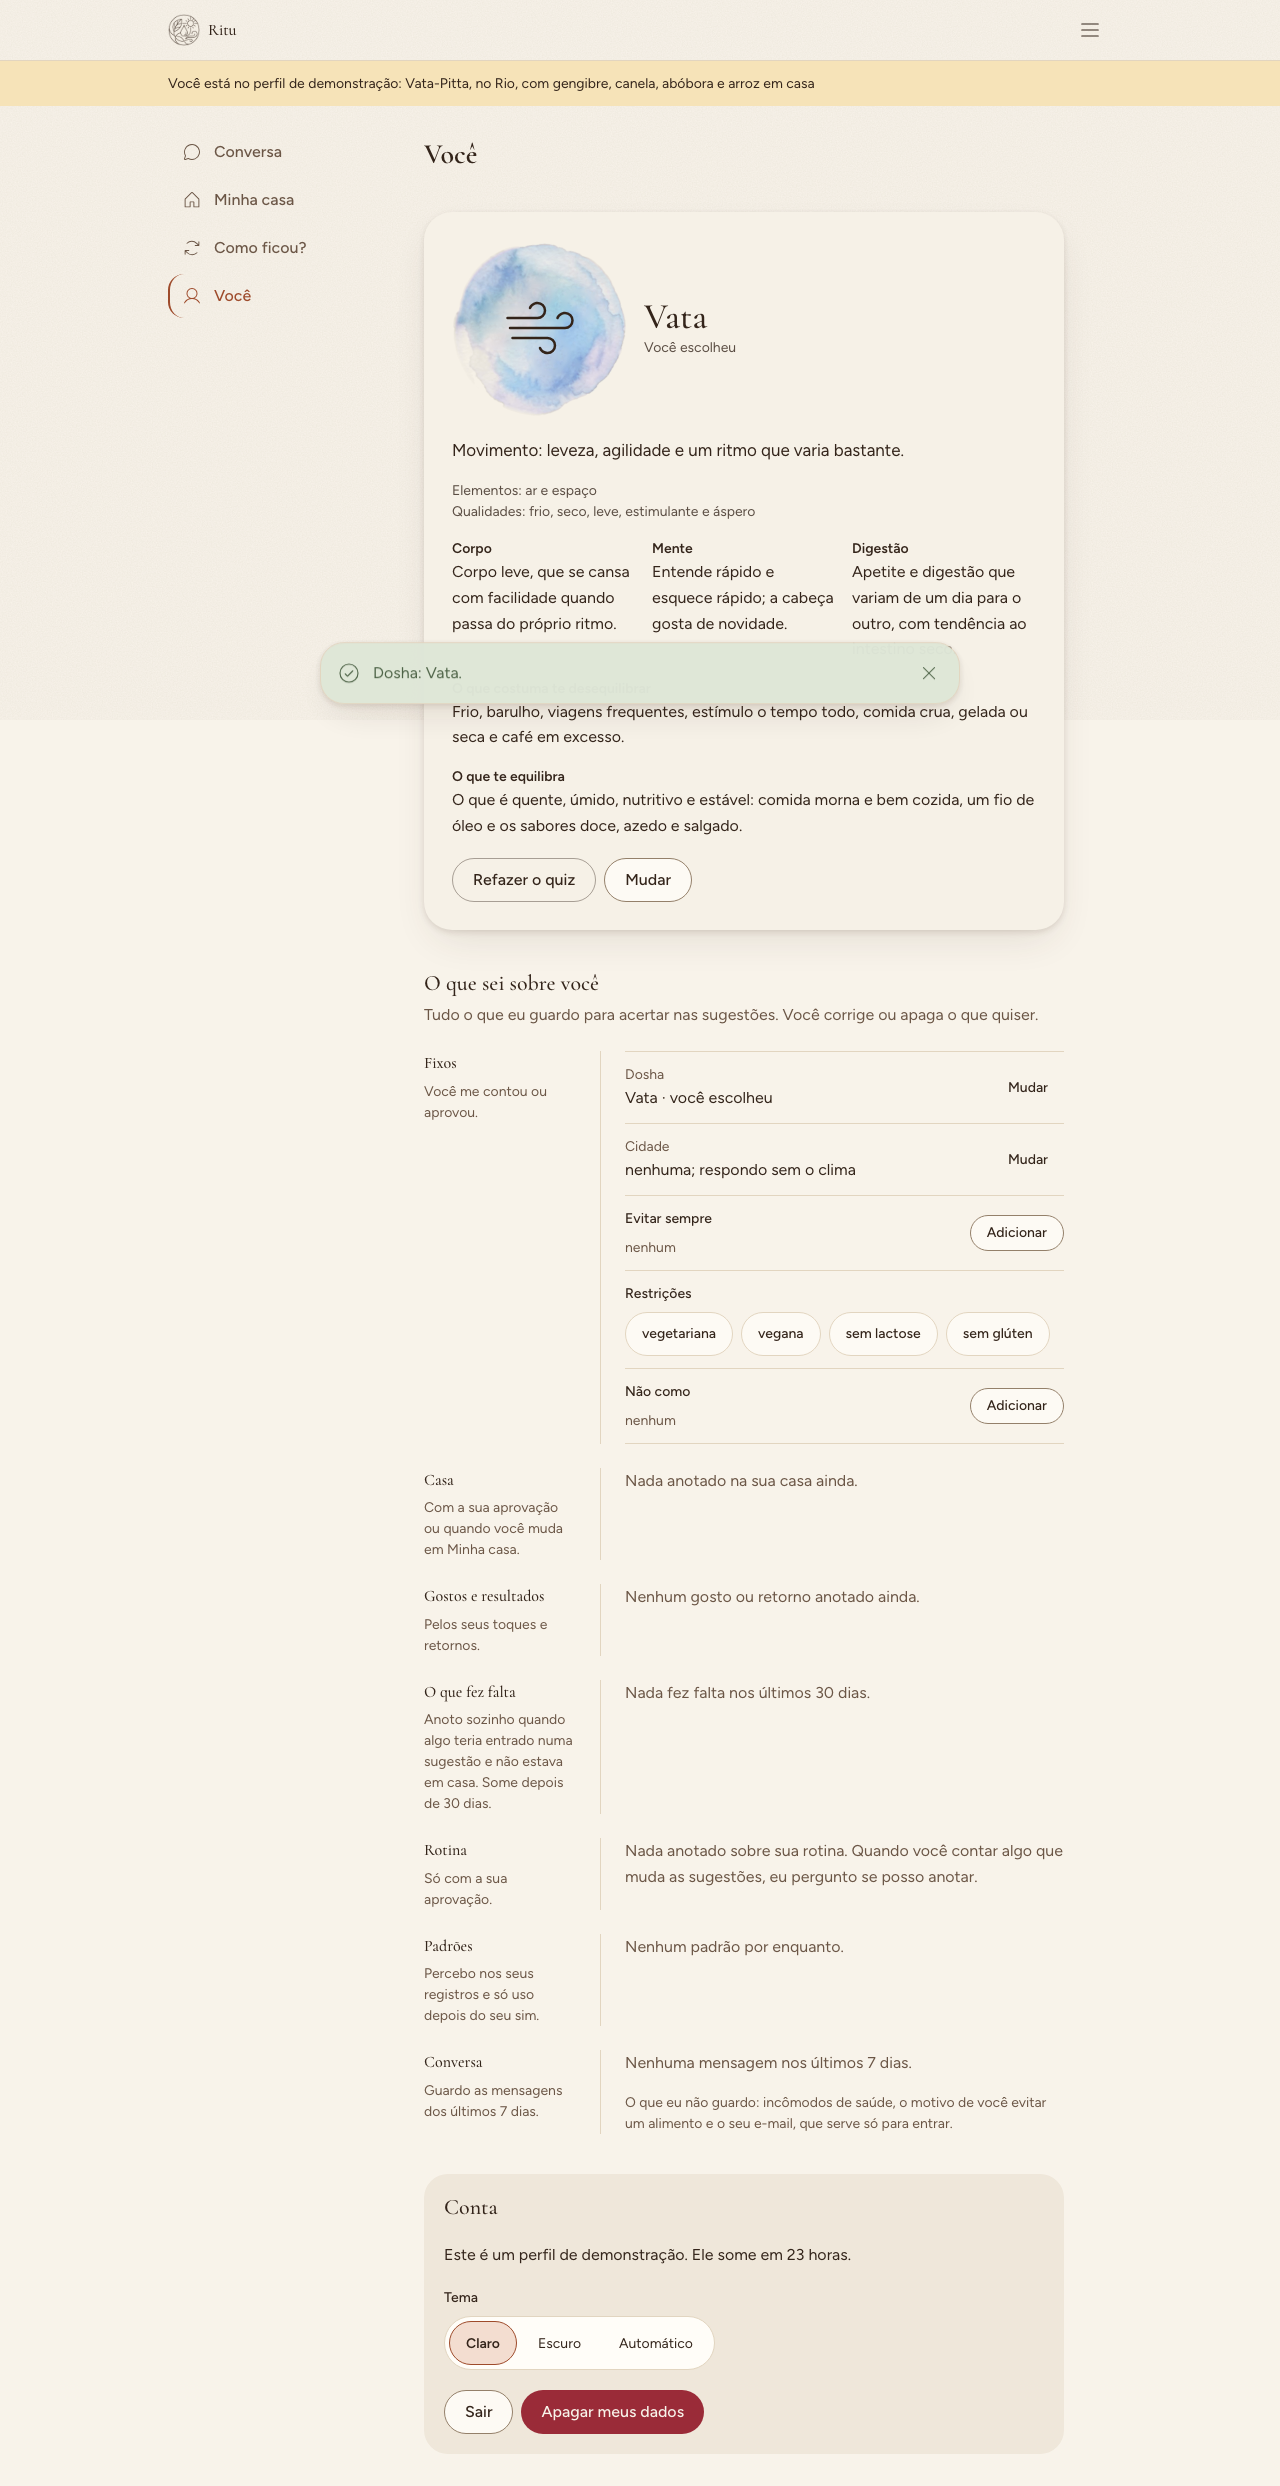 Ritu
Você está no perfil de demonstração: Vata-Pitta, no Rio, com gengibre, canela, abóbora e arroz em casa
Conversa
Minha casa
Como ficou?
Você
Você
Vata
Você escolheu
Movimento: leveza, agilidade e um ritmo que varia bastante.
Elementos: ar e espaço
Qualidades: frio, seco, leve, estimulante e áspero
Corpo
Corpo leve, que se cansa
com facilidade quando
passa do próprio ritmo.
Mente
Entende rápido e
esquece rápido; a cabeça
gosta de novidade.
Digestão
Apetite e digestão que
variam de um dia para o
outro, com tendência ao
intestino seco.
Dosha: Vata.
O que costuma te desequilibrar
Frio, barulho, viagens frequentes, estímulo o tempo todo, comida crua, gelada ou
seca e café em excesso.
O que te equilibra
O que é quente, úmido, nutritivo e estável: comida morna e bem cozida, um fio de
óleo e os sabores doce, azedo e salgado.
Refazer o quiz
Mudar
O que sei sobre você
Tudo o que eu guardo para acertar nas sugestões. Você corrige ou apaga o que quiser.
Fixos
Você me contou ou
aprovou.
Dosha
Vata · você escolheu
Mudar
Cidade
nenhuma; respondo sem o clima
Mudar
Evitar sempre
nenhum
Adicionar
Restrições
vegetariana
vegana
sem lactose
sem glúten
Não como
nenhum
Adicionar
Casa
Com a sua aprovação
ou quando você muda
em Minha casa.
Nada anotado na sua casa ainda.
Gostos e resultados
Pelos seus toques e
retornos.
Nenhum gosto ou retorno anotado ainda.
O que fez falta
Anoto sozinho quando
algo teria entrado numa
sugestão e não estava
em casa. Some depois
de 30 dias.
Nada fez falta nos últimos 30 dias.
Rotina
Só com a sua
aprovação.
Nada anotado sobre sua rotina. Quando você contar algo que
muda as sugestões, eu pergunto se posso anotar.
Padrões
Percebo nos seus
registros e só uso
depois do seu sim.
Nenhum padrão por enquanto.
Conversa
Guardo as mensagens
dos últimos 7 dias.
Nenhuma mensagem nos últimos 7 dias.
O que eu não guardo: incômodos de saúde, o motivo de você evitar
um alimento e o seu e-mail, que serve só para entrar.
Conta
Este é um perfil de demonstração. Ele some em 23 horas.
Tema
Claro
Escuro
Automático
Sair
Apagar meus dados